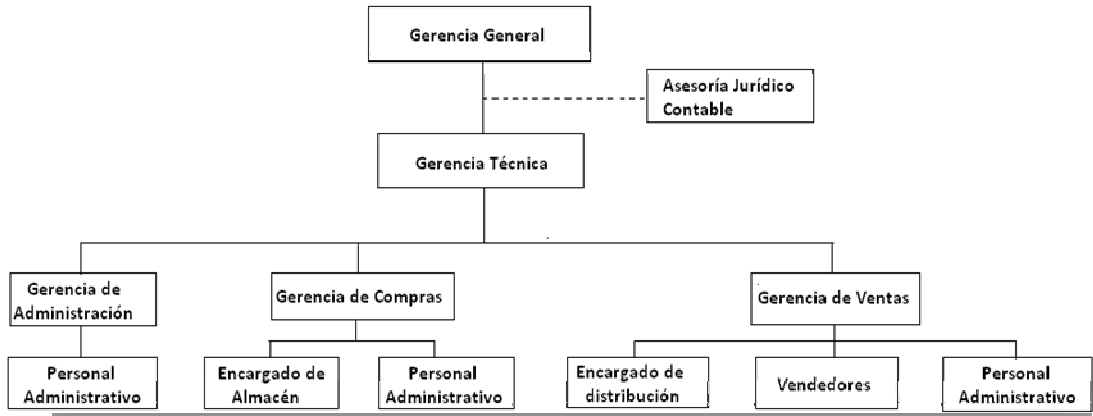 Gerencia General
Asesoría Jurídico
Contable
Gerencia Técnica
Gerencia de
Administración
Gerencia de Compras
Gerencia de Ventas
Personal
Administrativo
Encargado de
Almacén
Personal
Administrativo
Encargado de
distribución
Vendedores
Personal
Administrativo